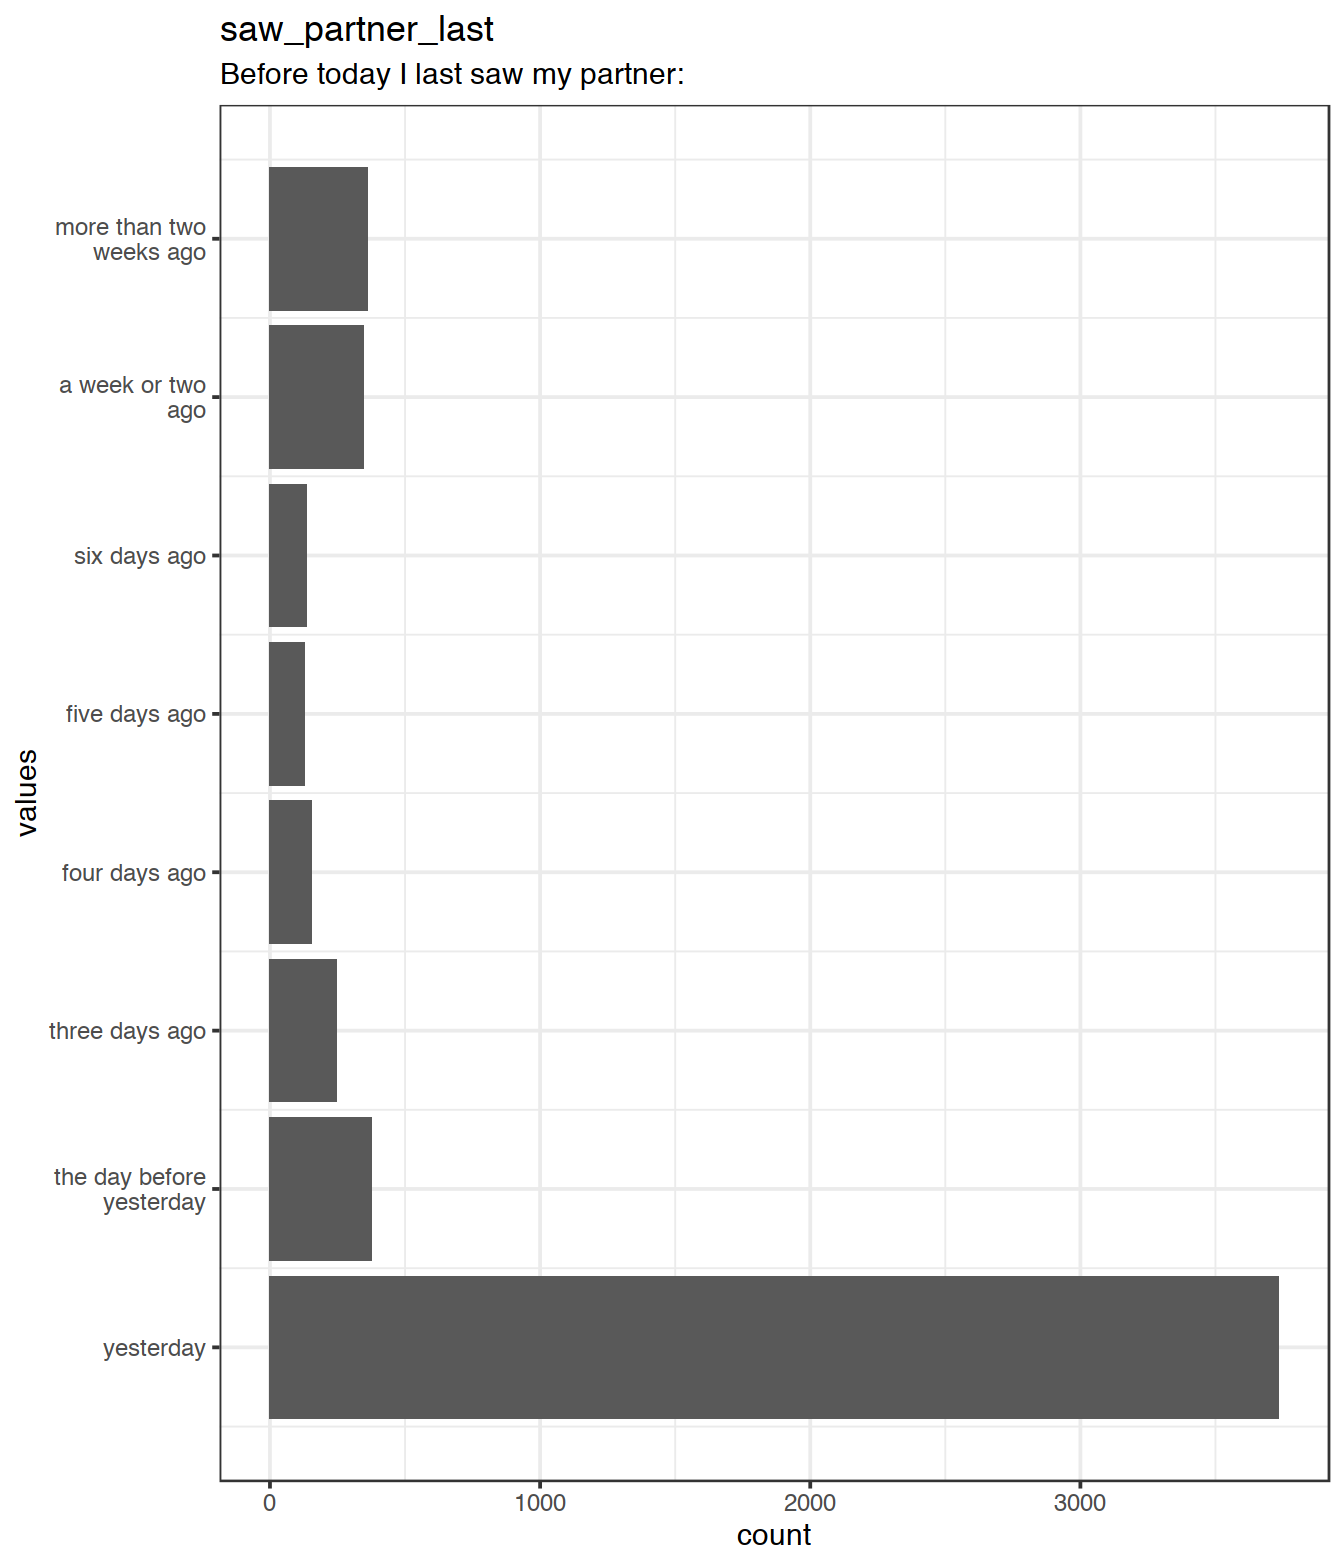 saw_partner_last
Before today I last saw my partner:
more than two
weeks ago
a week or two
ago
six days ago
five days ago
four days ago
three days ago
the day before
yesterday
yesterday
values
0 1000 2000 3000
count